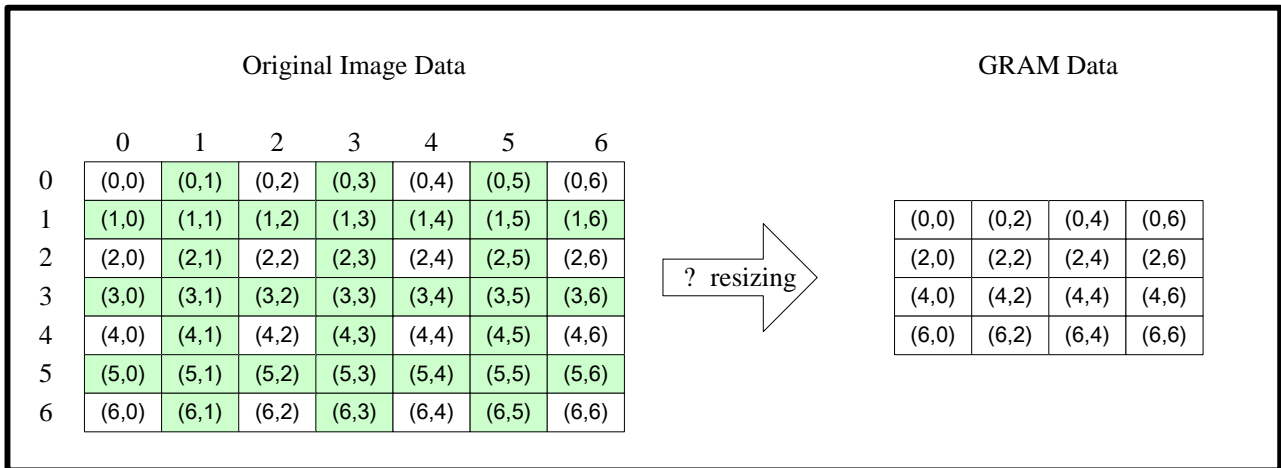 Original Image Data
GRAM Data
0 1 2 3 4 5 6
0 (0,0) (0,1) (0,2) (0,3) (0,4) (0,5) (0,6)
1 (1,0) (1,1) (1,2) (1,3) (1,4) (1,5) (1,6)
2 (2,0) (2,1) (2,2) (2,3) (2,4) (2,5) (2,6)
3 (3,0) (3,1) (3,2) (3,3) (3,4) (3,5) (3,6)
4 (4,0) (4,1) (4,2) (4,3) (4,4) (4,5) (4,6)
5 (5,0) (5,1) (5,2) (5,3) (5,4) (5,5) (5,6)
6 (6,0) (6,1) (6,2) (6,3) (6,4) (6,5) (6,6)
? resizing
(0,0) (0,2) (0,4) (0,6)
(2,0) (2,2) (2,4) (2,6)
(4,0) (4,2) (4,4) (4,6)
(6,0) (6,2) (6,4) (6,6)